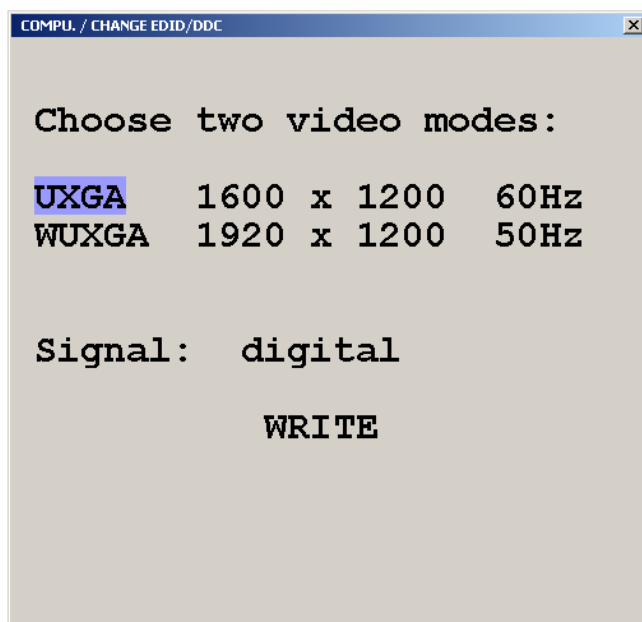 COMPU. / CHANGE EDID/DDC
Choose two video modes:
UXGA 1600 x 1200 60Hz
WUXGA 1920 x 1200 50Hz
Signal: digital
WRITE